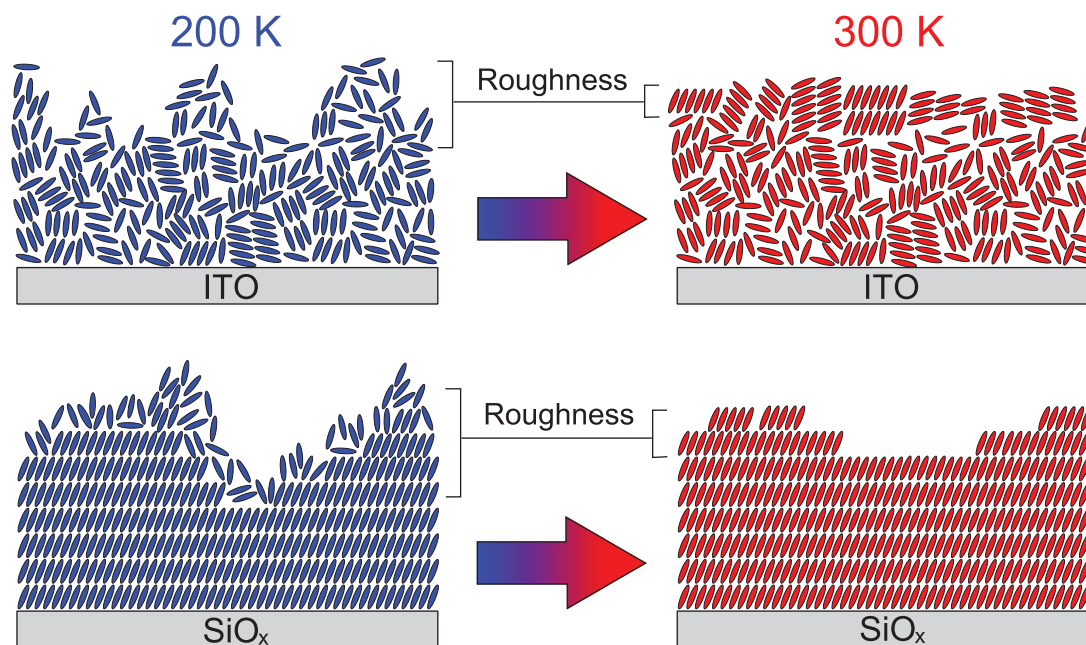 200 K
300 K
Roughness
ITO
ITO
Roughness
SiOₓ
SiOₓ